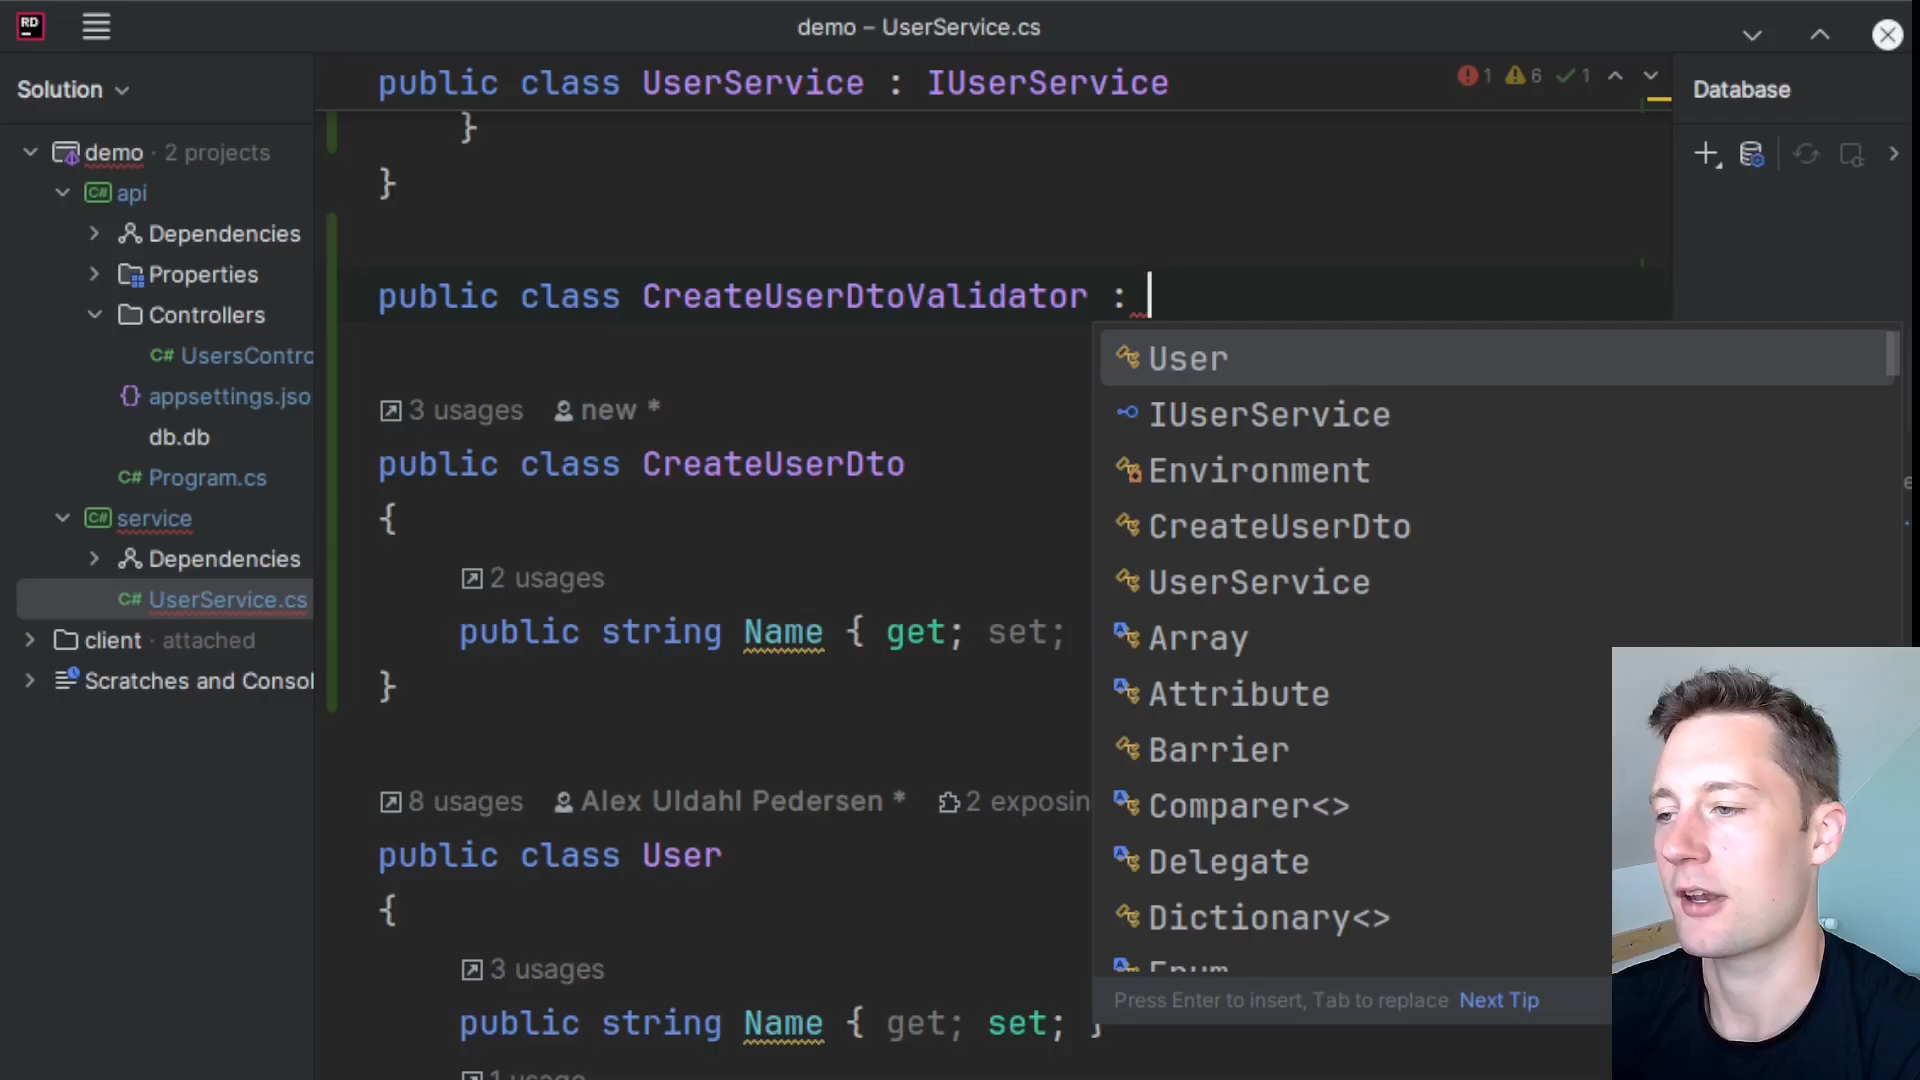 RD
demo – UserService.cs
Solution
public class UserService : IUserService
1 6 1
Database
}
demo · 2 projects
}
C# api
Dependencies
Properties
public class CreateUserDtoValidator :
Controllers
C# UsersContro
User
{} appsettings.jso
3 usages new *
IUserService
db.db
public class CreateUserDto
Environment
C# Program.cs
{
C# service
CreateUserDto
Dependencies
2 usages
UserService
C# UserService.cs
public string Name { get; set;
Array
client · attached
Scratches and Consol
}
Attribute
Barrier
8 usages Alex Uldahl Pedersen * 2 exposin
Comparer<>
public class User
Delegate
{
Dictionary<>
3 usages
Enum
Press Enter to insert, Tab to replace Next Tip
public string Name { get; set; }
1 usage